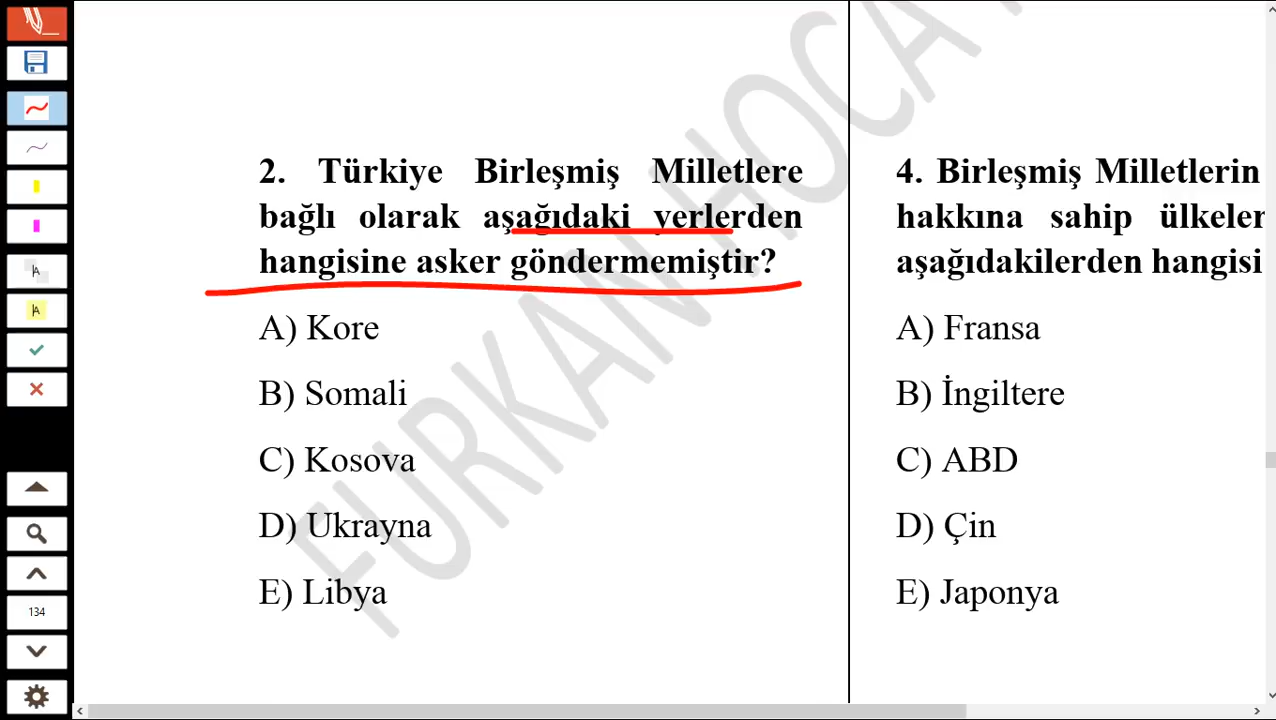 2. Türkiye Birleşmiş Milletlere
bağlı olarak aşağıdaki yerlerden
hangisine asker göndermemiştir?
A) Kore
B) Somali
C) Kosova
D) Ukrayna
E) Libya
4. Birleşmiş Milletlerin
hakkına sahip ülkeler
aşağıdakilerden hangisi
A) Fransa
B) İngiltere
C) ABD
D) Çin
E) Japonya
FURKAN HOCA
A
A
134